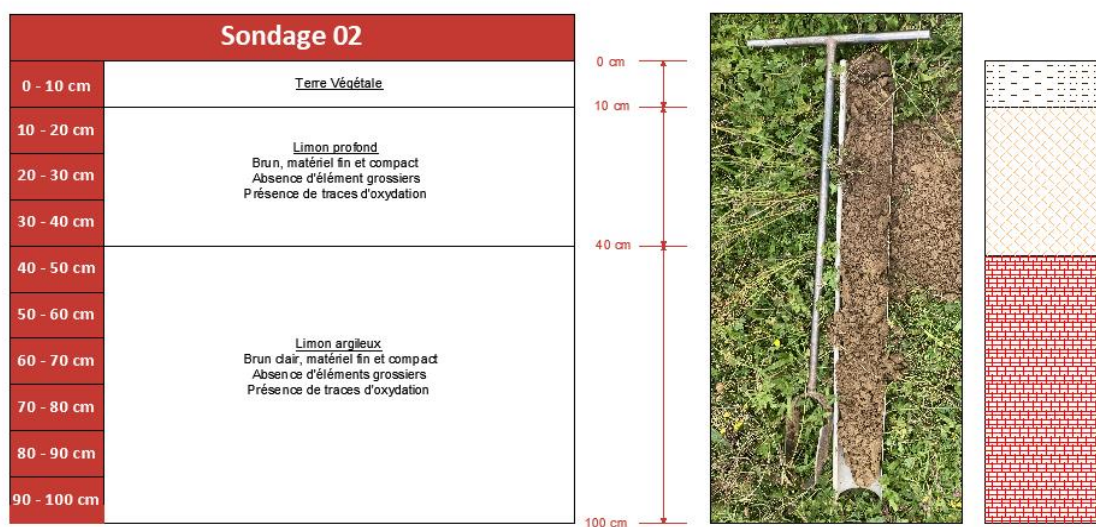 Sondage 02
0 - 10 cm
Terre Végétale
10 - 20 cm
20 - 30 cm
30 - 40 cm
Limon profond
Brun, matériel fin et compact
Absence d'élément grossiers
Présence de traces d'oxydation
40 - 50 cm
50 - 60 cm
60 - 70 cm
70 - 80 cm
80 - 90 cm
90 - 100 cm
Limon argileux
Brun clair, matériel fin et compact
Absence d'éléments grossiers
Présence de traces d'oxydation
0 cm
10 cm
40 cm
100 cm